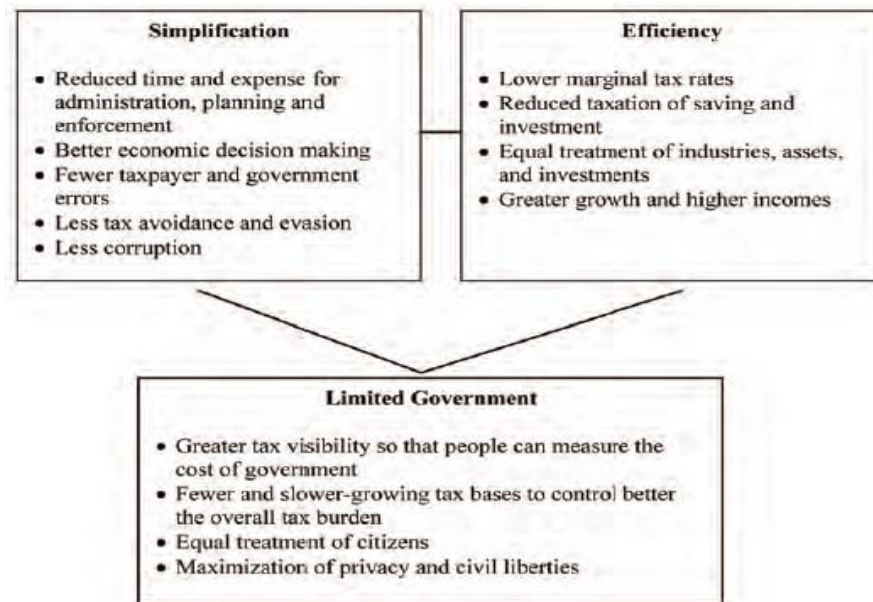 Simplification
• Reduced time and expense for
administration, planning and
enforcement
• Better economic decision making
• Fewer taxpayer and government
errors
• Less tax avoidance and evasion
• Less corruption
Efficiency
• Lower marginal tax rates
• Reduced taxation of saving and
investment
• Equal treatment of industries, assets,
and investments
• Greater growth and higher incomes
Limited Government
• Greater tax visibility so that people can measure the
cost of government
• Fewer and slower-growing tax bases to control better
the overall tax burden
• Equal treatment of citizens
• Maximization of privacy and civil liberties